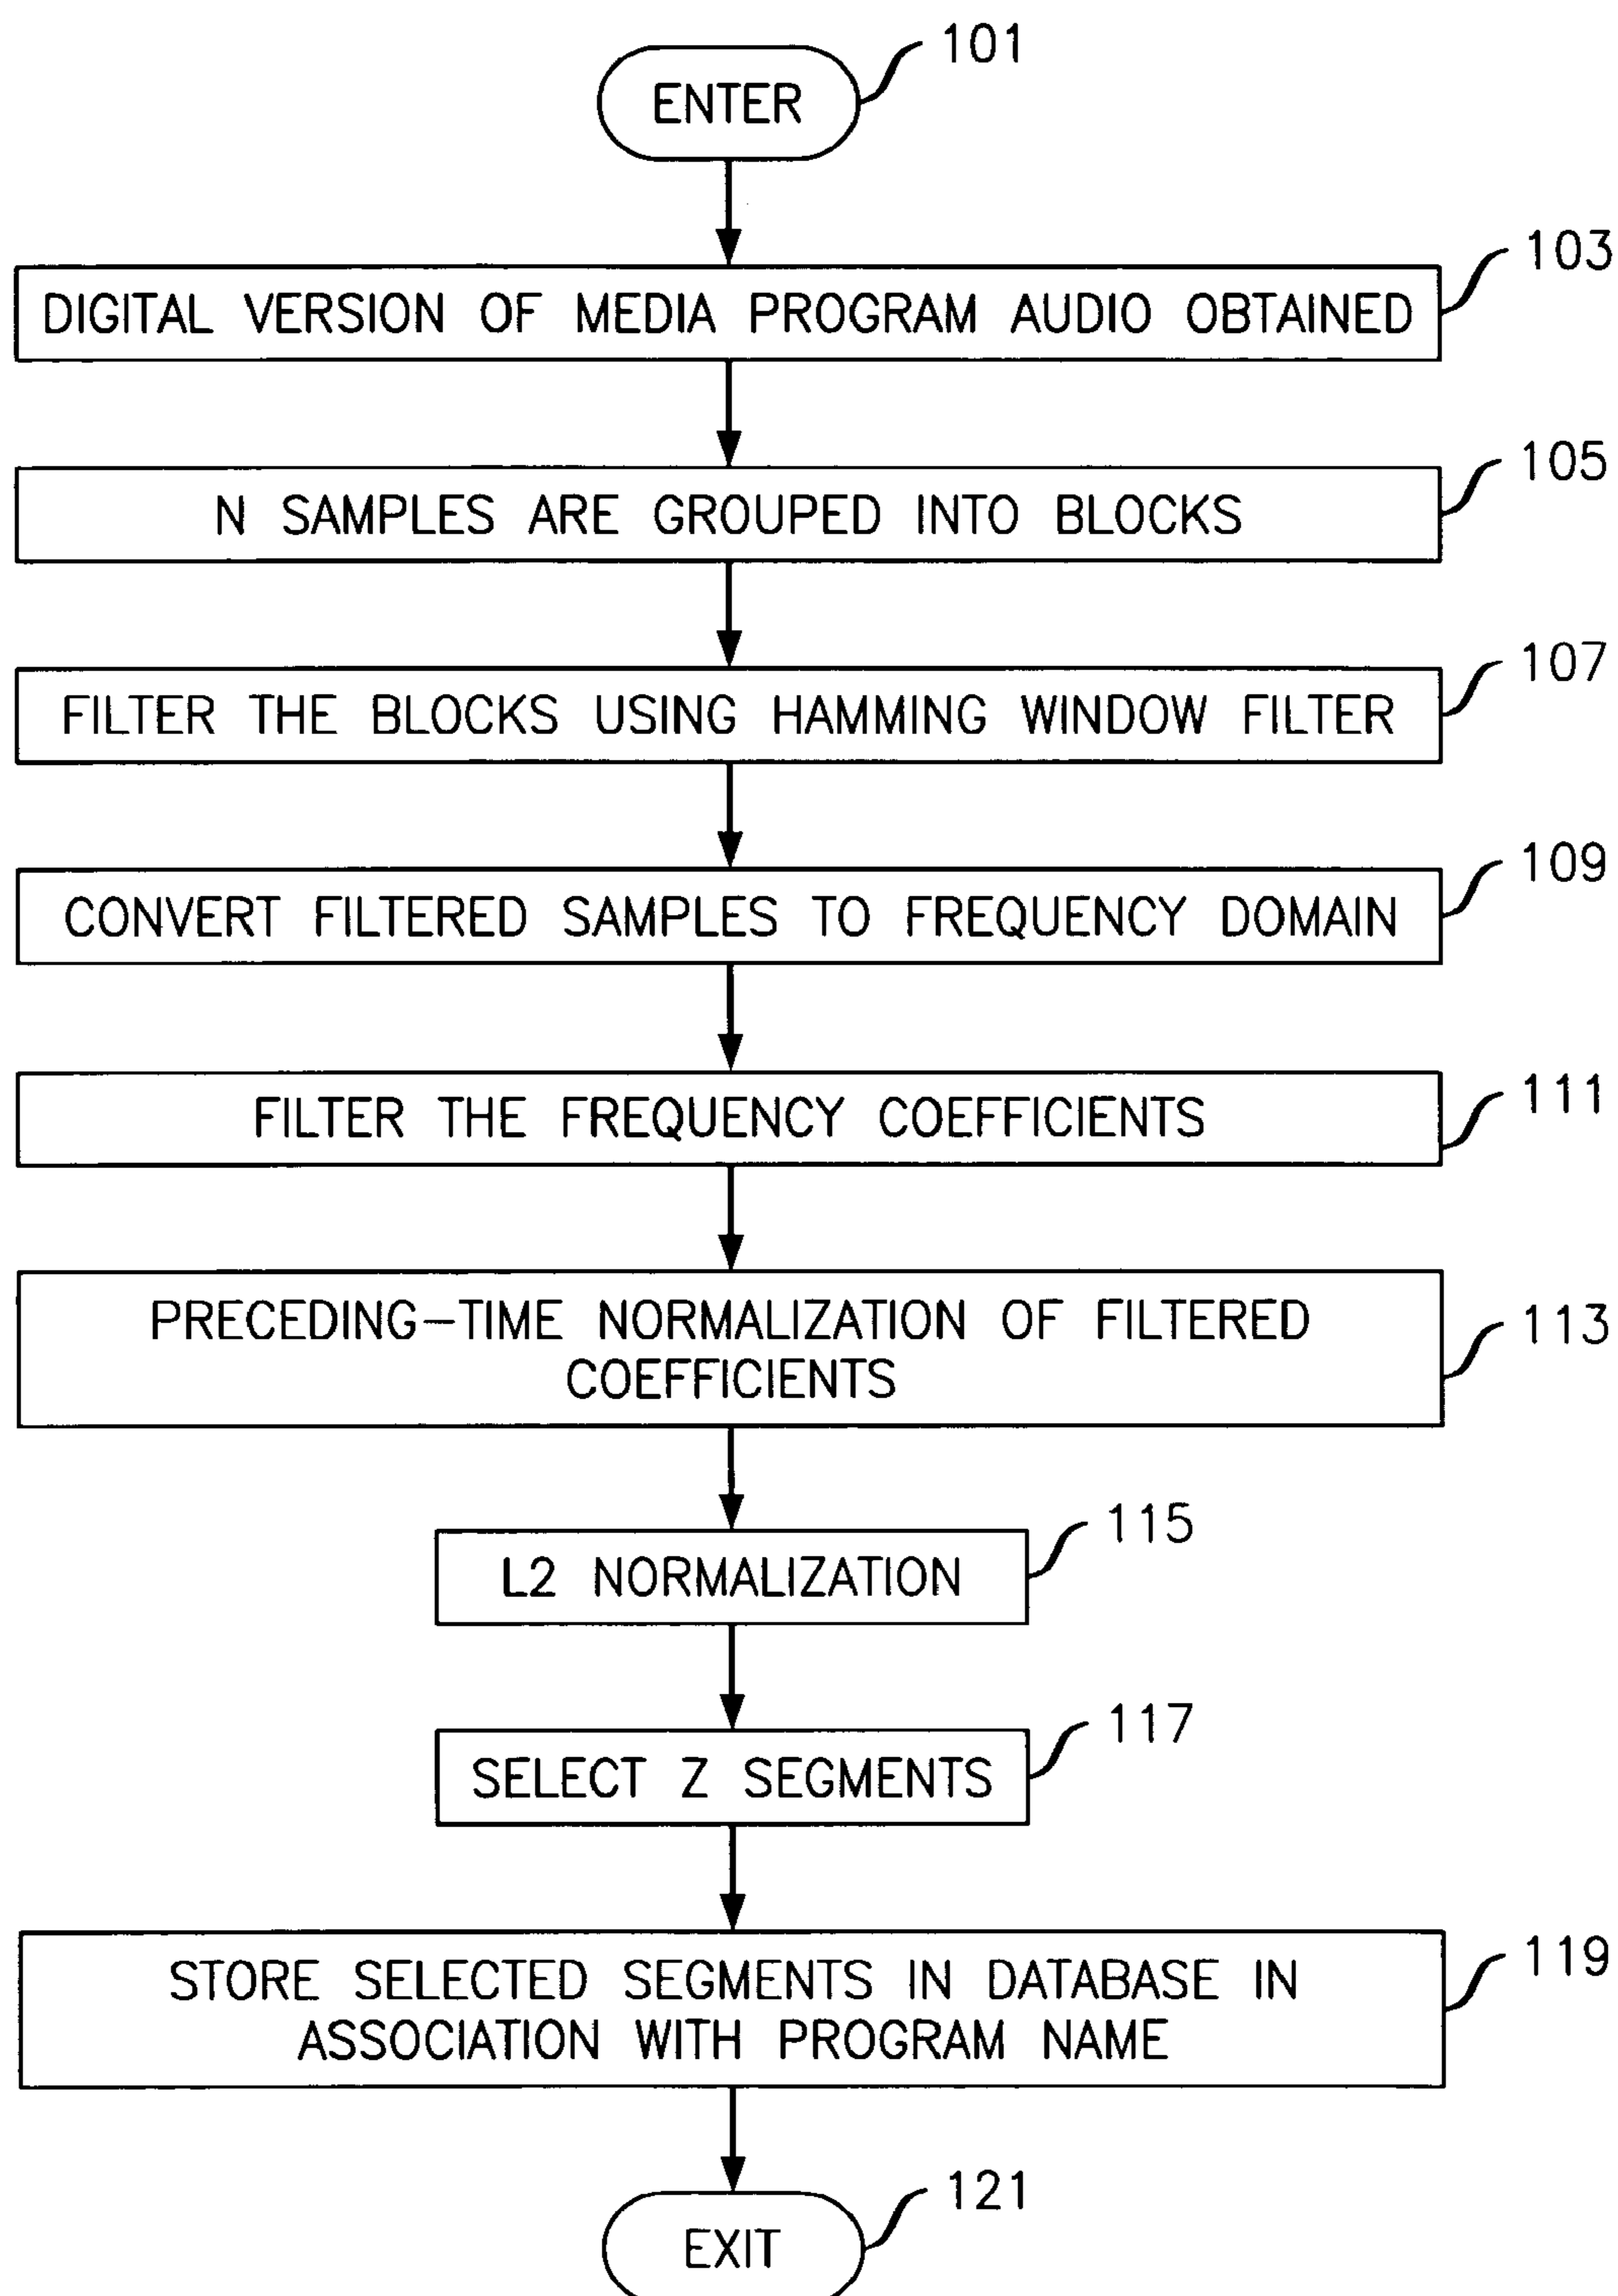 101
ENTER
103
DIGITAL VERSION OF MEDIA PROGRAM AUDIO OBTAINED
105
N SAMPLES ARE GROUPED INTO BLOCKS
107
FILTER THE BLOCKS USING HAMMING WINDOW FILTER
109
CONVERT FILTERED SAMPLES TO FREQUENCY DOMAIN
111
FILTER THE FREQUENCY COEFFICIENTS
113
PRECEDING-TIME NORMALIZATION OF FILTERED
COEFFICIENTS
115
L2 NORMALIZATION
117
SELECT Z SEGMENTS
119
STORE SELECTED SEGMENTS IN DATABASE IN
ASSOCIATION WITH PROGRAM NAME
121
EXIT